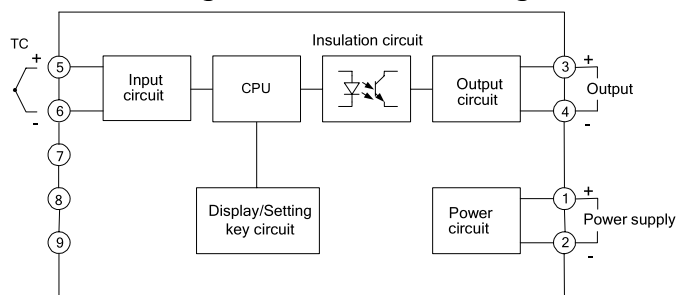 TC
+
5
6
-
7
8
9
Input
circuit
CPU
Insulation circuit
Output
circuit
3
+
4
-
Output
Display/Setting
key circuit
Power
circuit
1
+
2
-
Power supply